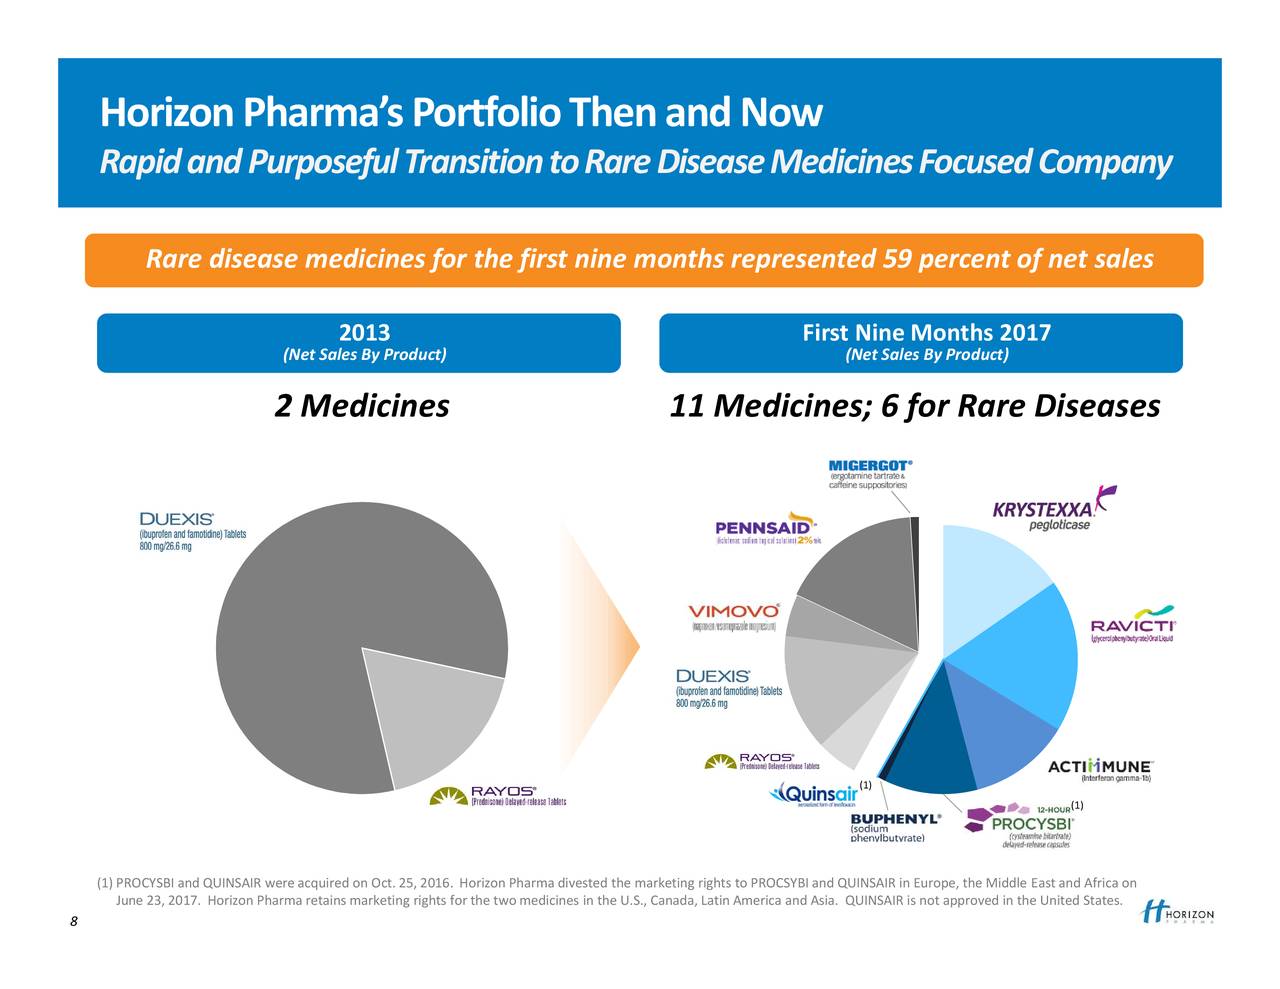 Horizon Pharma's Portfolio Then and Now
Rapid and Purposeful Transition to Rare Disease Medicines Focused Company
Rare disease medicines for the first nine months represented 59 percent of net sales
2013
(Net Sales By Product)
2 Medicines
DUEXIS®
(ibuprofen and famotidine) Tablets
800 mg/26.6 mg
RAYOS®
(Prednisone) Delayed-release Tablets
First Nine Months 2017
(Net Sales By Product)
11 Medicines; 6 for Rare Diseases
MIGERGOT®
(ergotamine tartrate &
caffeine suppositories)
KRYSTEXXA®
pegloticase
PENNSAID®
(diclofenac sodium topical solution) 2% w/w
VIMOVO®
(naproxen/esomeprazole magnesium)
RAVICTI®
(glycerol phenylbutyrate) Oral Liquid
DUEXIS®
(ibuprofen and famotidine) Tablets
800 mg/26.6 mg
RAYOS®
(Prednisone) Delayed-release Tablets
ACTIMMUNE
(Interferon gamma-1b)
Quinsair (1)
aerosolized form of levofloxacin
BUPHENYL®
(sodium
phenylbutyrate)
12-HOUR (1)
PROCYSBI®
(cysteamine bitartrate)
delayed-release capsules
(1) PROCYSBI and QUINSAIR were acquired on Oct. 25, 2016. Horizon Pharma divested the marketing rights to PROCSYBI and QUINSAIR in Europe, the Middle East and Africa on
June 23, 2017. Horizon Pharma retains marketing rights for the two medicines in the U.S., Canada, Latin America and Asia. QUINSAIR is not approved in the United States.
8
HORIZON
PHARMA